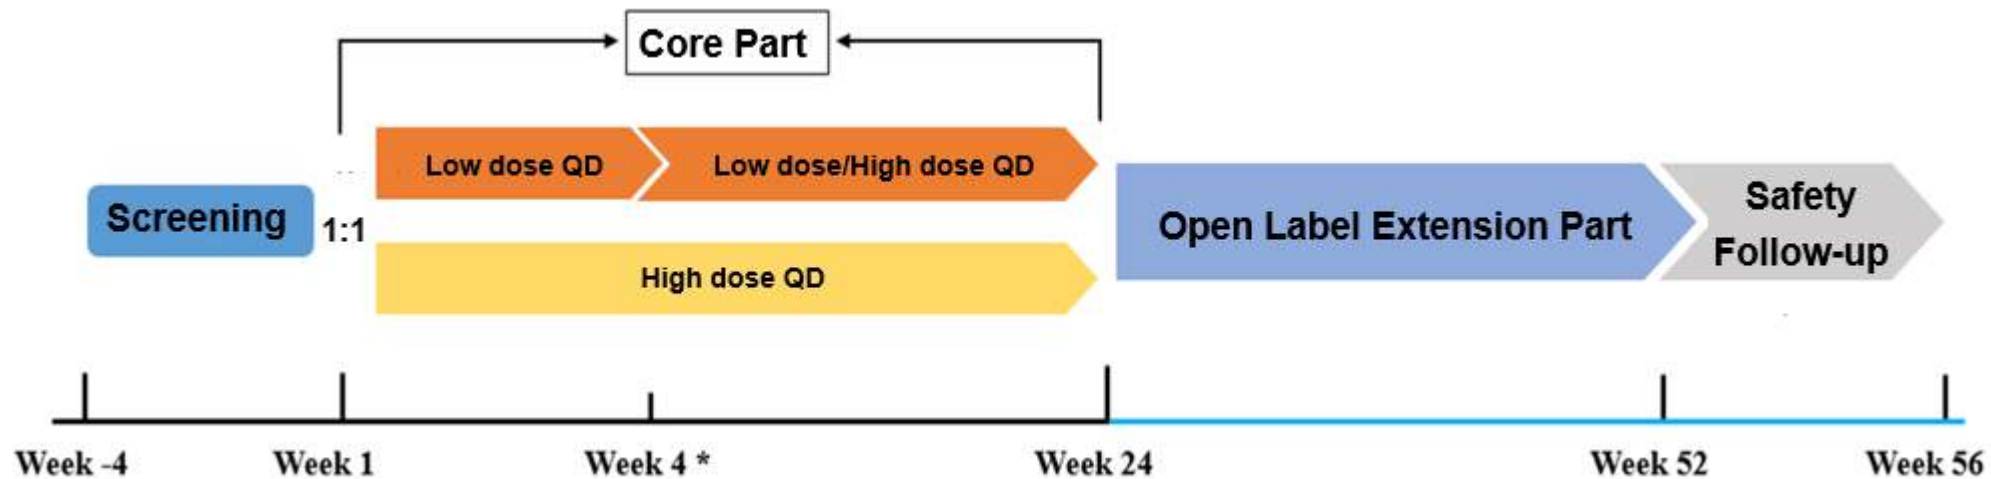 Core Part
Low dose QD
Low dose/High dose QD
Screening
1:1
High dose QD
Open Label Extension Part
Safety
Follow-up
Week -4
Week 1
Week 4 *
Week 24
Week 52
Week 56